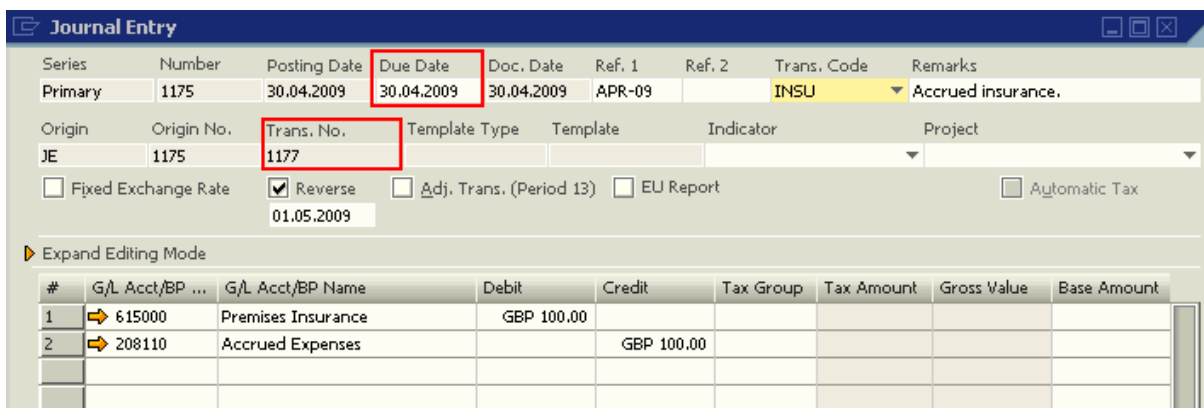 Journal Entry
Series Number Posting Date Due Date Doc. Date Ref. 1 Ref. 2 Trans. Code Remarks
Primary 1175 30.04.2009 30.04.2009 30.04.2009 APR-09 INSU Accrued insurance.
Origin Origin No. Trans. No. Template Type Template Indicator Project
JE 1175 1177
Fixed Exchange Rate Reverse Adj. Trans. (Period 13) EU Report Automatic Tax
01.05.2009
Expand Editing Mode
# G/L Acct/BP ... G/L Acct/BP Name Debit Credit Tax Group Tax Amount Gross Value Base Amount
1 615000 Premises Insurance GBP 100.00
2 208110 Accrued Expenses GBP 100.00